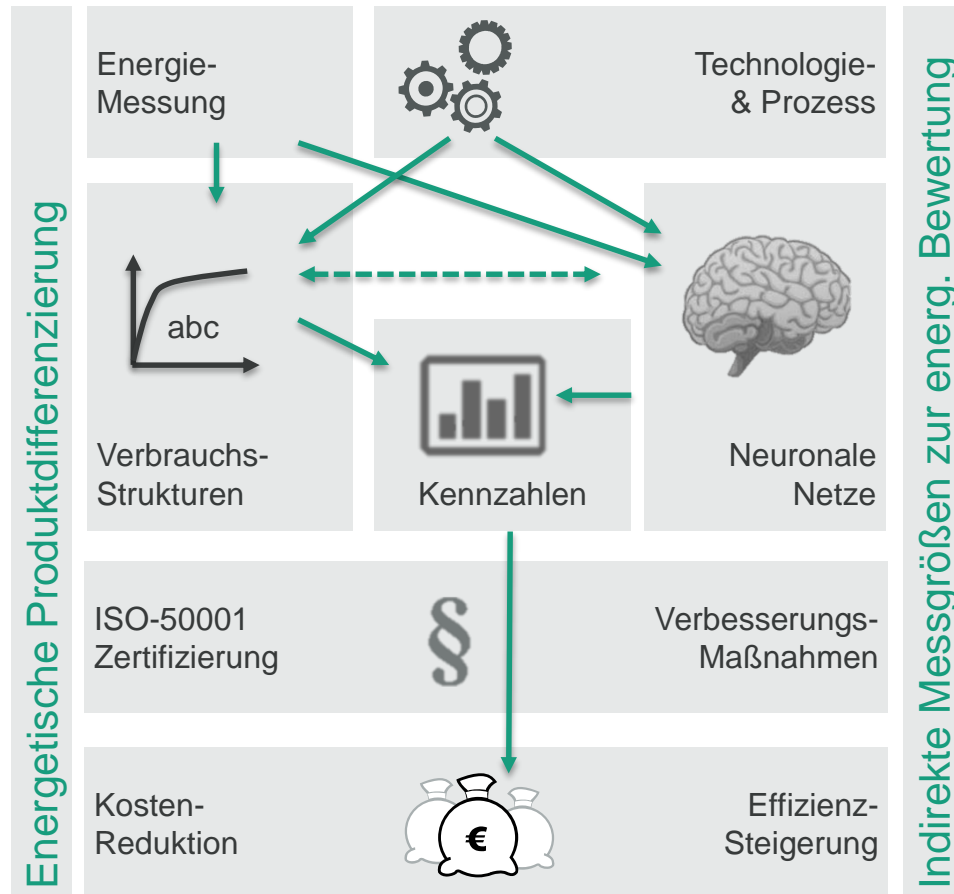 Energetische Produktdifferenzierung
Energie-
Messung
Technologie-
& Prozess
abc
Verbrauchs-
Strukturen
Kennzahlen
Neuronale
Netze
ISO-50001
Zertifizierung
§
Verbesserungs-
Maßnahmen
Kosten-
Reduktion
€
Effizienz-
Steigerung
Indirekte Messgrößen zur energ. Bewertung